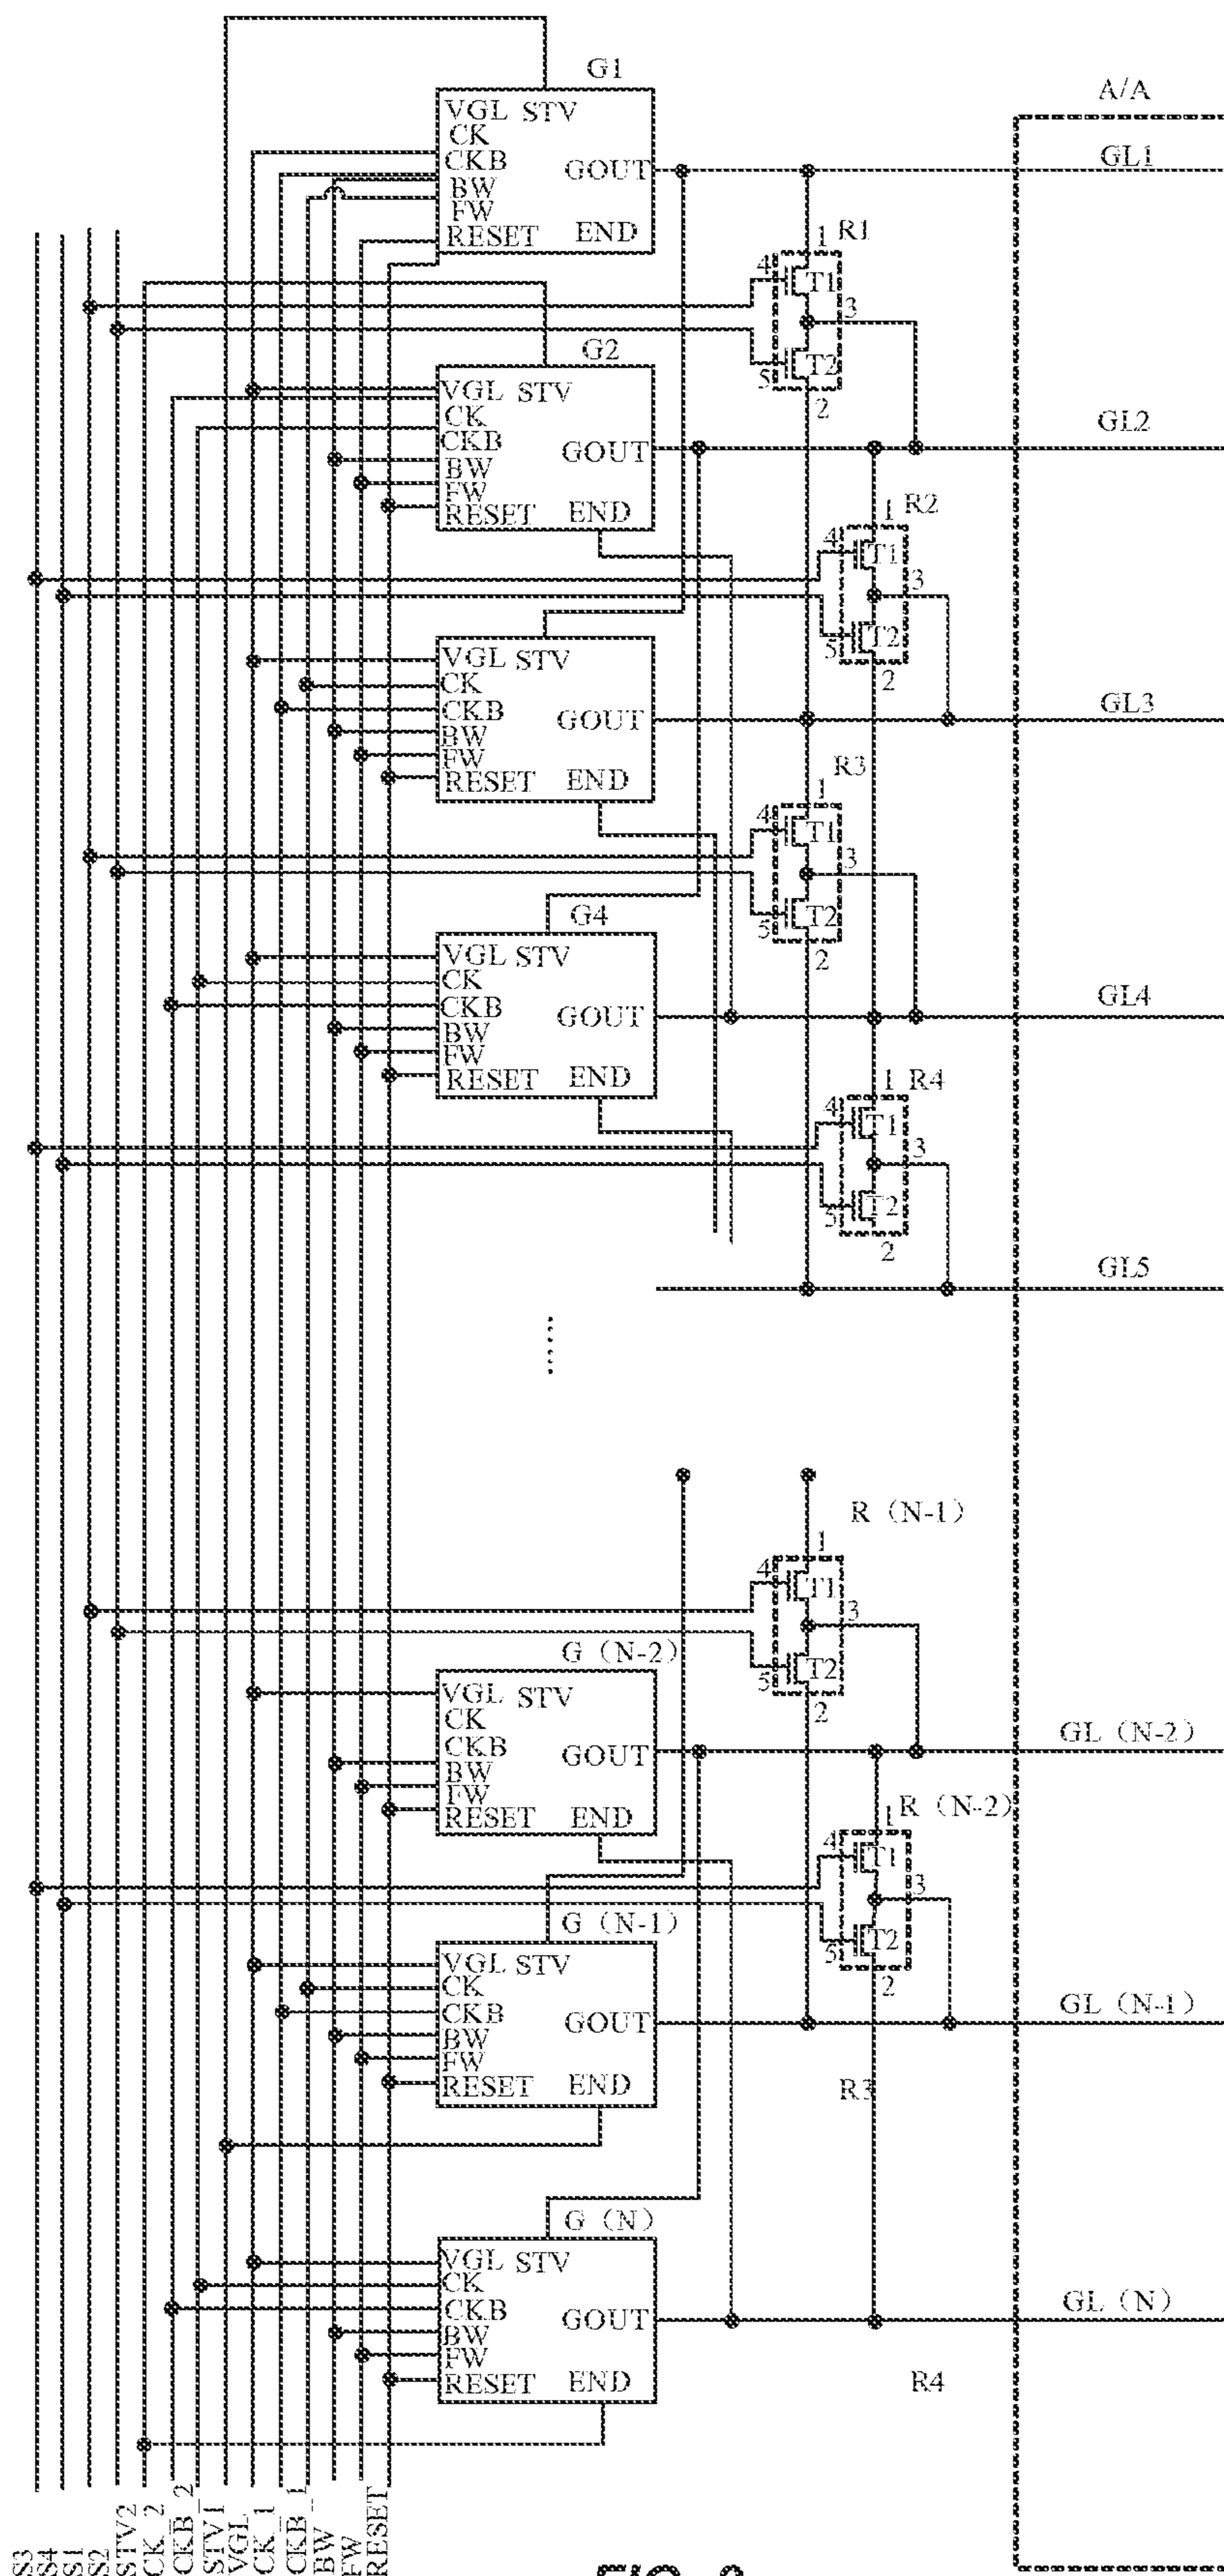 G1
A/A
VGL STV
CK
CKB
BW
FW
RESET
GOUT
END
GL1
1
R1
4
T1
3
T2
5
2
G2
VGL STV
CK
CKB
BW
FW
RESET
GOUT
END
GL2
1
R2
4
T1
3
T2
5
2
VGL STV
CK
CKB
BW
FW
RESET
GOUT
END
GL3
R3
1
4
T1
3
T2
5
2
G4
VGL STV
CK
CKB
BW
FW
RESET
GOUT
END
GL4
1
R4
4
T1
3
T2
5
2
GL5
......
R (N-1)
1
4
T1
3
T2
5
2
G (N-2)
VGL STV
CK
CKB
BW
FW
RESET
GOUT
END
GL (N-2)
R (N-2)
1
4
T1
3
T2
5
2
G (N-1)
VGL STV
CK
CKB
BW
FW
RESET
GOUT
END
GL (N-1)
R3
G (N)
VGL STV
CK
CKB
BW
FW
RESET
GOUT
END
GL (N)
R4
S3
S4
S1
S2
STV2
CK_2
CKB_2
STV1
VGL
CK_1
CKB_1
BW
FW
RESET